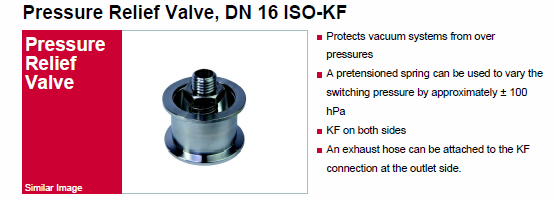 Pressure Relief Valve, DN 16 ISO-KF
Pressure
Relief
Valve
Similar Image
Protects vacuum systems from over
pressures
A pretensioned spring can be used to vary the
switching pressure by approximately ± 100
hPa
KF on both sides
An exhaust hose can be attached to the KF
connection at the outlet side.